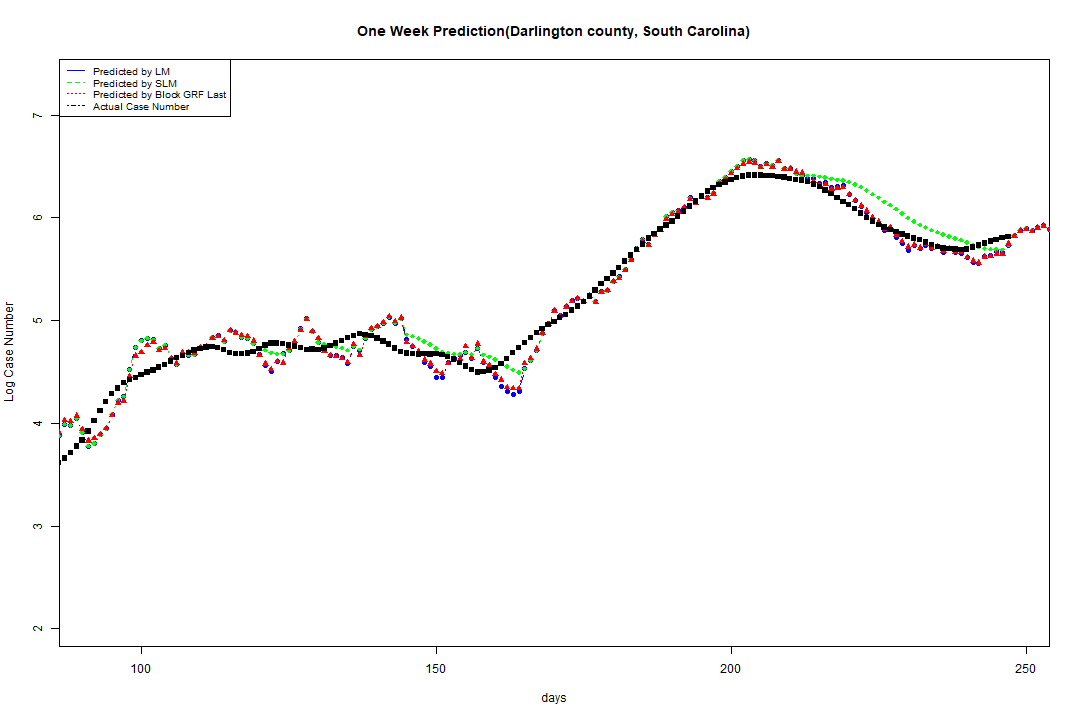 One Week Prediction(Darlington county, South Carolina)
Predicted by LM
Predicted by SLM
Predicted by Block GRF Last
Actual Case Number
7
6
5
4
3
2
Log Case Number
100 150 200 250
days